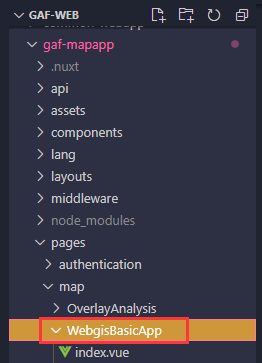 GAF-WEB
gaf-mapapp
.nuxt
api
assets
components
lang
layouts
middleware
node_modules
pages
authentication
map
OverlayAnalysis
WebgisBasicApp
index.vue